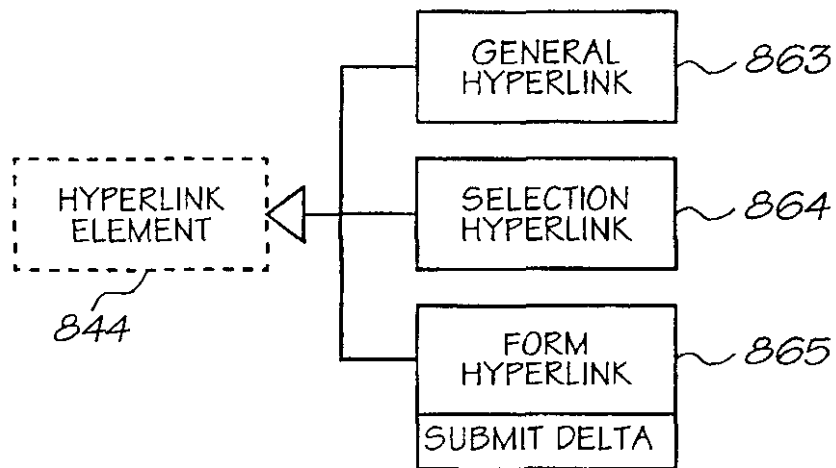 GENERAL
HYPERLINK
863
HYPERLINK
ELEMENT
844
SELECTION
HYPERLINK
864
FORM
HYPERLINK
865
SUBMIT DELTA